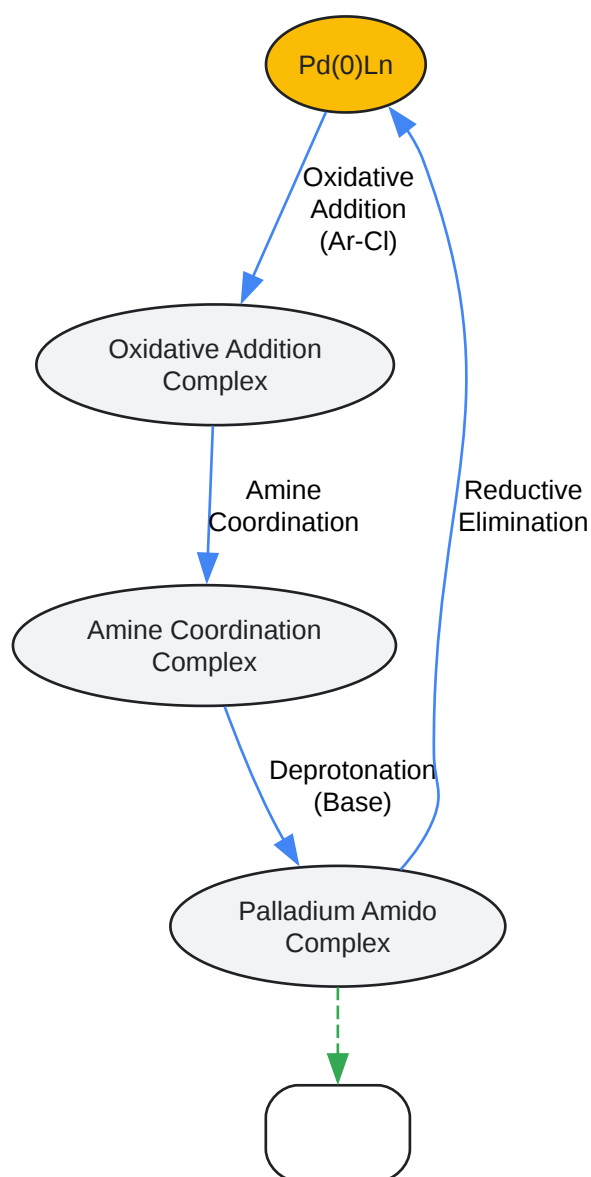 Pd(0)Ln
Oxidative
Addition
(Ar-Cl)
Oxidative Addition
Complex
Amine
Coordination
Reductive
Elimination
Amine Coordination
Complex
Deprotonation
(Base)
Palladium Amido
Complex